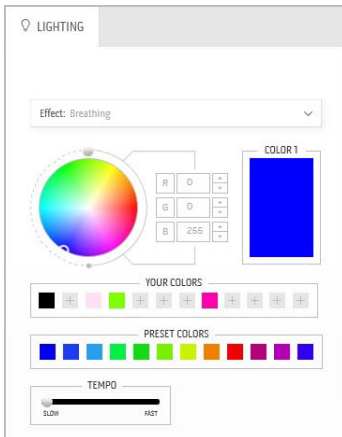 LIGHTING
Effect: Breathing
COLOR 1
R 0
G 0
B 255
YOUR COLORS
PRESET COLORS
TEMPO
SLOW FAST